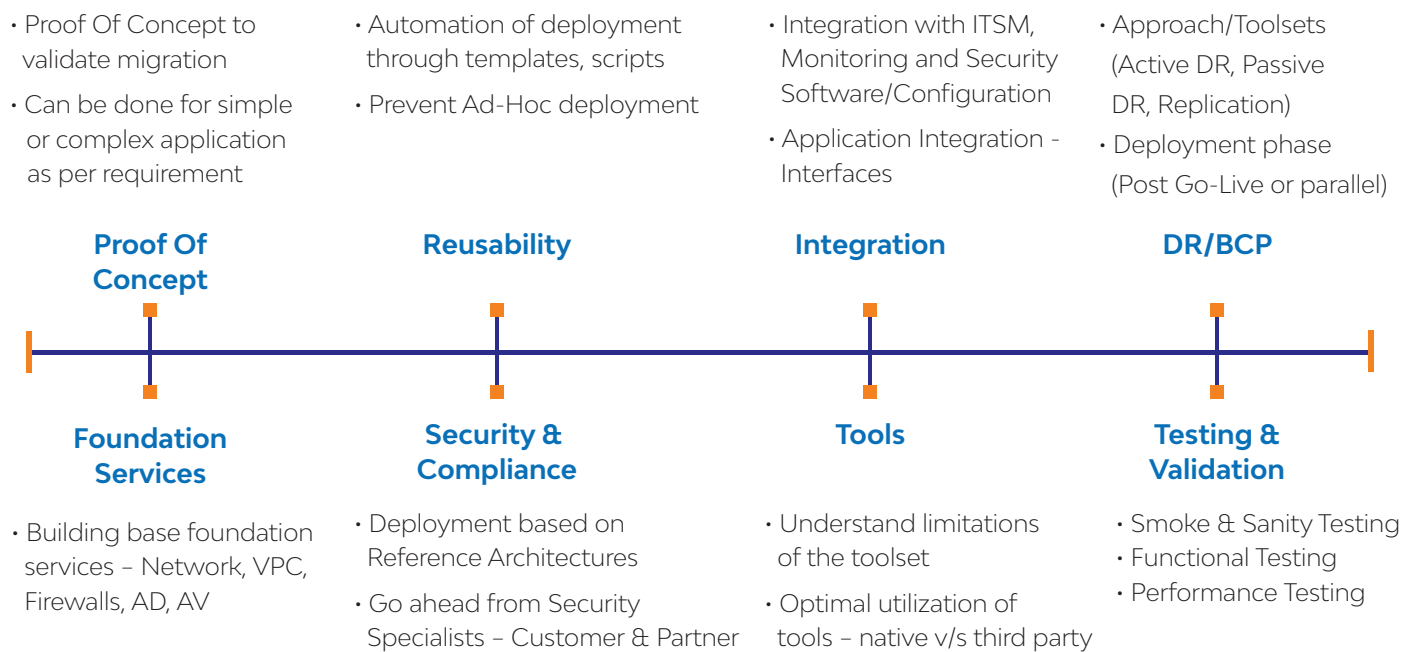 • Proof Of Concept to
validate migration
• Can be done for simple
or complex application
as per requirement
• Automation of deployment
through templates, scripts
• Prevent Ad-Hoc deployment
• Integration with ITSM,
Monitoring and Security
Software/Configuration
• Application Integration -
Interfaces
• Approach/Toolsets
(Active DR, Passive
DR, Replication)
• Deployment phase
(Post Go-Live or parallel)
Proof Of
Concept
Reusability
Integration
DR/BCP
Foundation
Services
Security &
Compliance
Tools
Testing &
Validation
• Building base foundation
services – Network, VPC,
Firewalls, AD, AV
• Deployment based on
Reference Architectures
• Go ahead from Security
Specialists – Customer & Partner
• Understand limitations
of the toolset
• Optimal utilization of
tools – native v/s third party
• Smoke & Sanity Testing
• Functional Testing
• Performance Testing